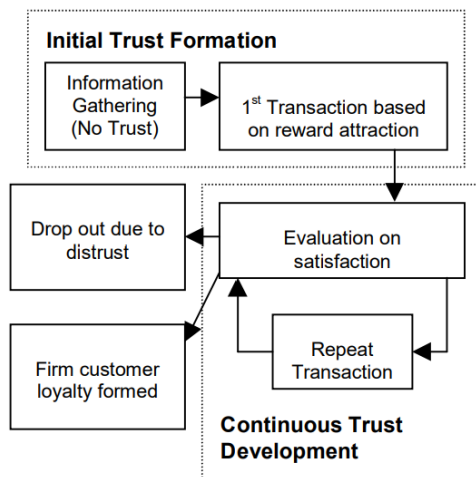 Initial Trust Formation
Information
Gathering
(No Trust)
1st Transaction based
on reward attraction
Drop out due to
distrust
Evaluation on
satisfaction
Firm customer
loyalty formed
Repeat
Transaction
Continuous Trust
Development